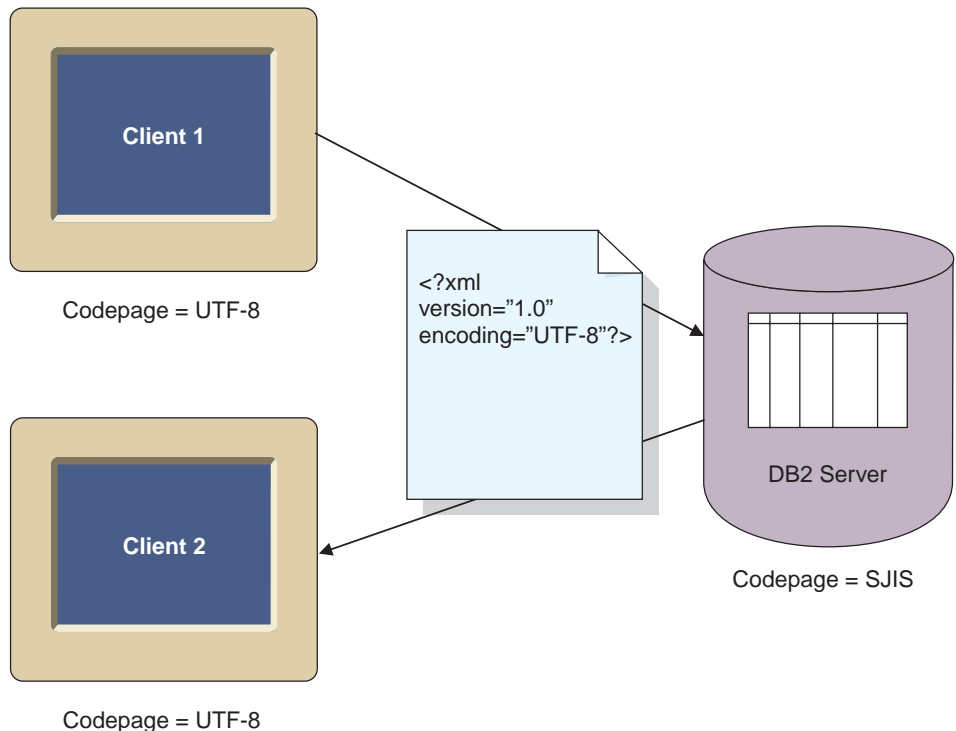 Client 1
Codepage = UTF-8
<?xml
version=”1.0”
encoding=”UTF-8”?>
DB2 Server
Codepage = SJIS
Client 2
Codepage = UTF-8